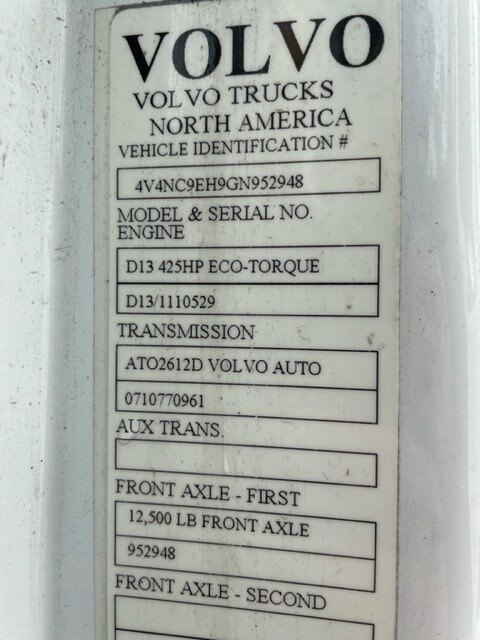 VOLVO
VOLVO TRUCKS
NORTH AMERICA
VEHICLE IDENTIFICATION #
4V4NC9EH9GN952948
MODEL & SERIAL NO.
ENGINE
D13 425HP ECO-TORQUE
D13/1110529
TRANSMISSION
ATO2612D VOLVO AUTO
0710770961
AUX TRANS.
FRONT AXLE - FIRST
12,500 LB FRONT AXLE
952948
FRONT AXLE - SECOND